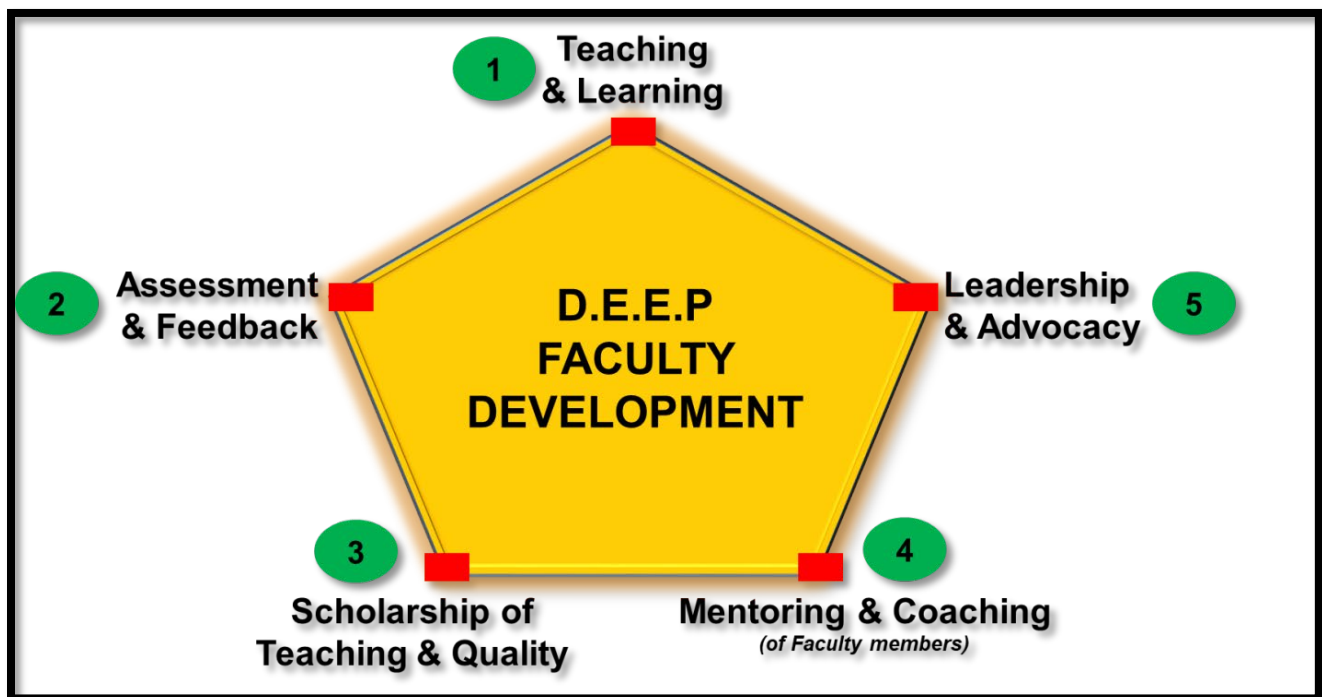 1
Teaching
& Learning
2
Assessment
& Feedback
D.E.E.P
FACULTY
DEVELOPMENT
Leadership
& Advocacy
5
3
Scholarship of
Teaching & Quality
4
Mentoring & Coaching
(of Faculty members)